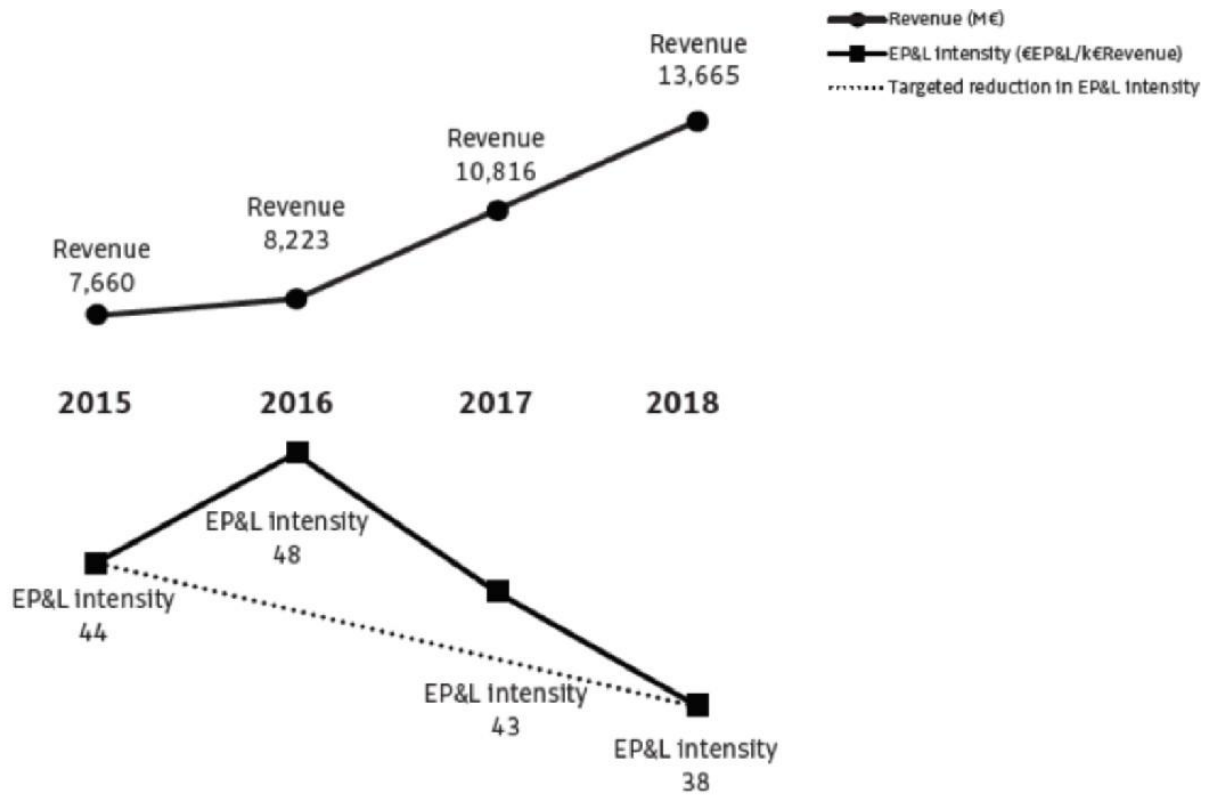 Revenue (M€)
EP&L intensity (€EP&L/k€Revenue)
Targeted reduction in EP&L intensity
Revenue
13,665
Revenue
10,816
Revenue
8,223
Revenue
7,660
2015 2016 2017 2018
EP&L intensity
48
EP&L intensity
44
EP&L intensity
43
EP&L intensity
38